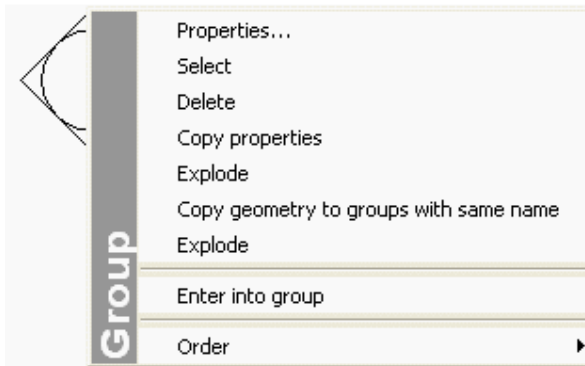 Group
Properties...
Select
Delete
Copy properties
Explode
Copy geometry to groups with same name
Explode
Enter into group
Order